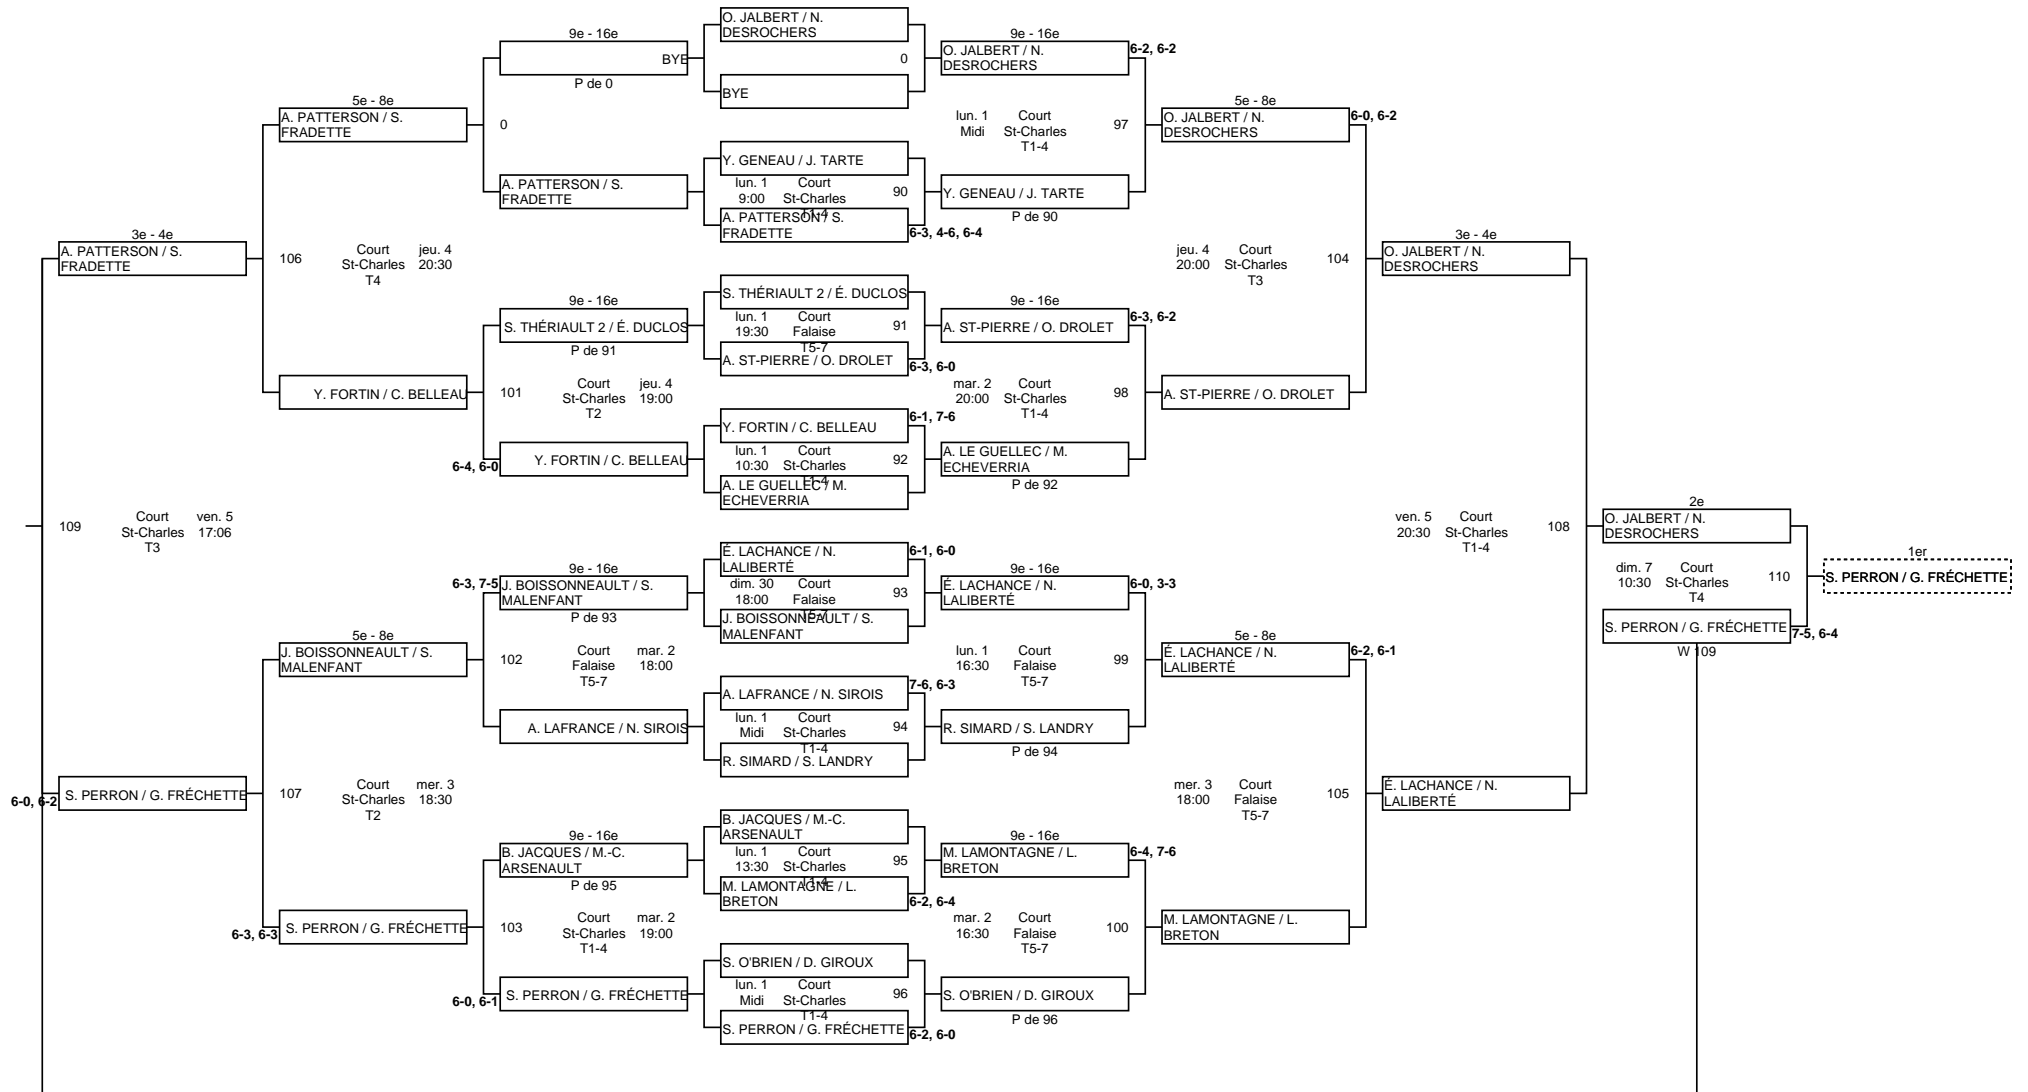 O. JALBERT / N.
DESROCHERS
9e - 16e
BYE
P de 0
0
9e - 16e
O. JALBERT / N.
DESROCHERS
6-2, 6-2
BYE
5e - 8e
A. PATTERSON / S.
FRADETTE
0
lun. 1 Court
Midi St-Charles
T1-4
97
5e - 8e
O. JALBERT / N.
DESROCHERS
6-0, 6-2
Y. GENEAU / J. TARTE
A. PATTERSON / S.
FRADETTE
lun. 1 Court
9:00 St-Charles
T1-4
90
Y. GENEAU / J. TARTE
P de 90
A. PATTERSON / S.
FRADETTE
6-3, 4-6, 6-4
3e - 4e
A. PATTERSON / S.
FRADETTE
106
Court jeu. 4
St-Charles 20:30
T4
jeu. 4 Court
20:00 St-Charles
T3
104
3e - 4e
O. JALBERT / N.
DESROCHERS
S. THÉRIAULT 2 / É. DUCLOS
9e - 16e
S. THÉRIAULT 2 / É. DUCLOS
P de 91
lun. 1 Court
19:30 Falaise
T5-7
91
9e - 16e
A. ST-PIERRE / O. DROLET
6-3, 6-2
A. ST-PIERRE / O. DROLET
6-3, 6-0
Y. FORTIN / C. BELLEAU
101
Court jeu. 4
St-Charles 19:00
T2
mar. 2 Court
20:00 St-Charles
T1-4
98
A. ST-PIERRE / O. DROLET
Y. FORTIN / C. BELLEAU
6-1, 7-6
6-4, 6-0
Y. FORTIN / C. BELLEAU
lun. 1 Court
10:30 St-Charles
T1-4
92
A. LE GUELLEC / M.
ECHEVERRIA
P de 92
A. LE GUELLEC / M.
ECHEVERRIA
109
Court ven. 5
St-Charles 17:06
T3
ven. 5 Court
20:30 St-Charles
T1-4
108
2e
O. JALBERT / N.
DESROCHERS
É. LACHANCE / N.
LALIBERTÉ
6-1, 6-0
dim. 7 Court
10:30 St-Charles
T4
110
1er
S. PERRON / G. FRÉCHETTE
6-3, 7-5
9e - 16e
J. BOISSONNEAULT / S.
MALENFANT
P de 93
dim. 30 Court
18:00 Falaise
T5-7
93
9e - 16e
É. LACHANCE / N.
LALIBERTÉ
6-0, 3-3
J. BOISSONNEAULT / S.
MALENFANT
S. PERRON / G. FRÉCHETTE
7-5, 6-4
W 109
5e - 8e
J. BOISSONNEAULT / S.
MALENFANT
102
Court mar. 2
Falaise 18:00
T5-7
lun. 1 Court
16:30 Falaise
T5-7
99
5e - 8e
É. LACHANCE / N.
LALIBERTÉ
6-2, 6-1
A. LAFRANCE / N. SIROIS
7-6, 6-3
A. LAFRANCE / N. SIROIS
lun. 1 Court
Midi St-Charles
T1-4
94
R. SIMARD / S. LANDRY
P de 94
R. SIMARD / S. LANDRY
6-0, 6-2
S. PERRON / G. FRÉCHETTE
107
Court mer. 3
St-Charles 18:30
T2
mer. 3 Court
18:00 Falaise
T5-7
105
É. LACHANCE / N.
LALIBERTÉ
B. JACQUES / M.-C.
ARSENAULT
9e - 16e
B. JACQUES / M.-C.
ARSENAULT
P de 95
lun. 1 Court
13:30 St-Charles
T1-4
95
9e - 16e
M. LAMONTAGNE / L.
BRETON
6-4, 7-6
M. LAMONTAGNE / L.
BRETON
6-2, 6-4
6-3, 6-3
S. PERRON / G. FRÉCHETTE
103
Court mar. 2
St-Charles 19:00
T1-4
mar. 2 Court
16:30 Falaise
T5-7
100
M. LAMONTAGNE / L.
BRETON
S. O'BRIEN / D. GIROUX
6-0, 6-1
S. PERRON / G. FRÉCHETTE
lun. 1 Court
Midi St-Charles
T1-4
96
S. O'BRIEN / D. GIROUX
P de 96
S. PERRON / G. FRÉCHETTE
6-2, 6-0